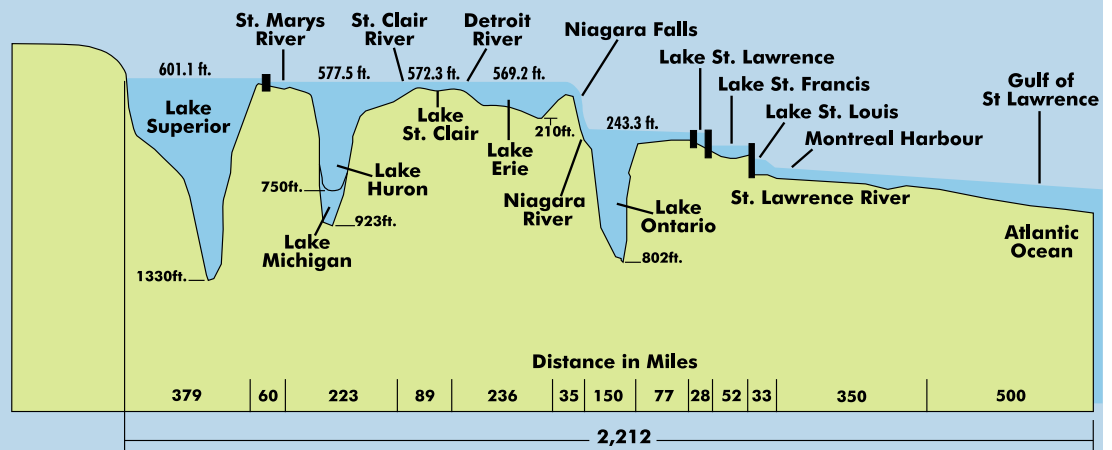 St. Marys
River
St. Clair
River
Detroit
River
Niagara Falls
Lake St. Lawrence
Lake St. Francis
Lake St. Louis
Montreal Harbour
Gulf of
St Lawrence
601.1 ft.
577.5 ft.
572.3 ft.
569.2 ft.
243.3 ft.
Lake
Superior
Lake
St. Clair
210ft.
Lake
Erie
Lake
Huron
750ft.
923ft.
Lake
Michigan
1330ft.
Niagara
River
Lake
Ontario
802ft.
St. Lawrence River
Atlantic
Ocean
Distance in Miles
379 60 223 89 236 35 150 77 28 52 33 350 500
2,212